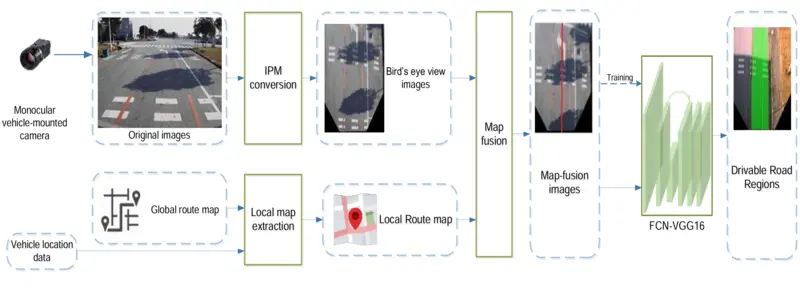 Monocular
vehicle-mounted
camera
Original images
IPM
conversion
Bird's eye view
images
Map
fusion
Training
Map-fusion
images
FCN-VGG16
Drivable Road
Regions
Global route map
Vehicle location
data
Local map
extraction
Local Route map